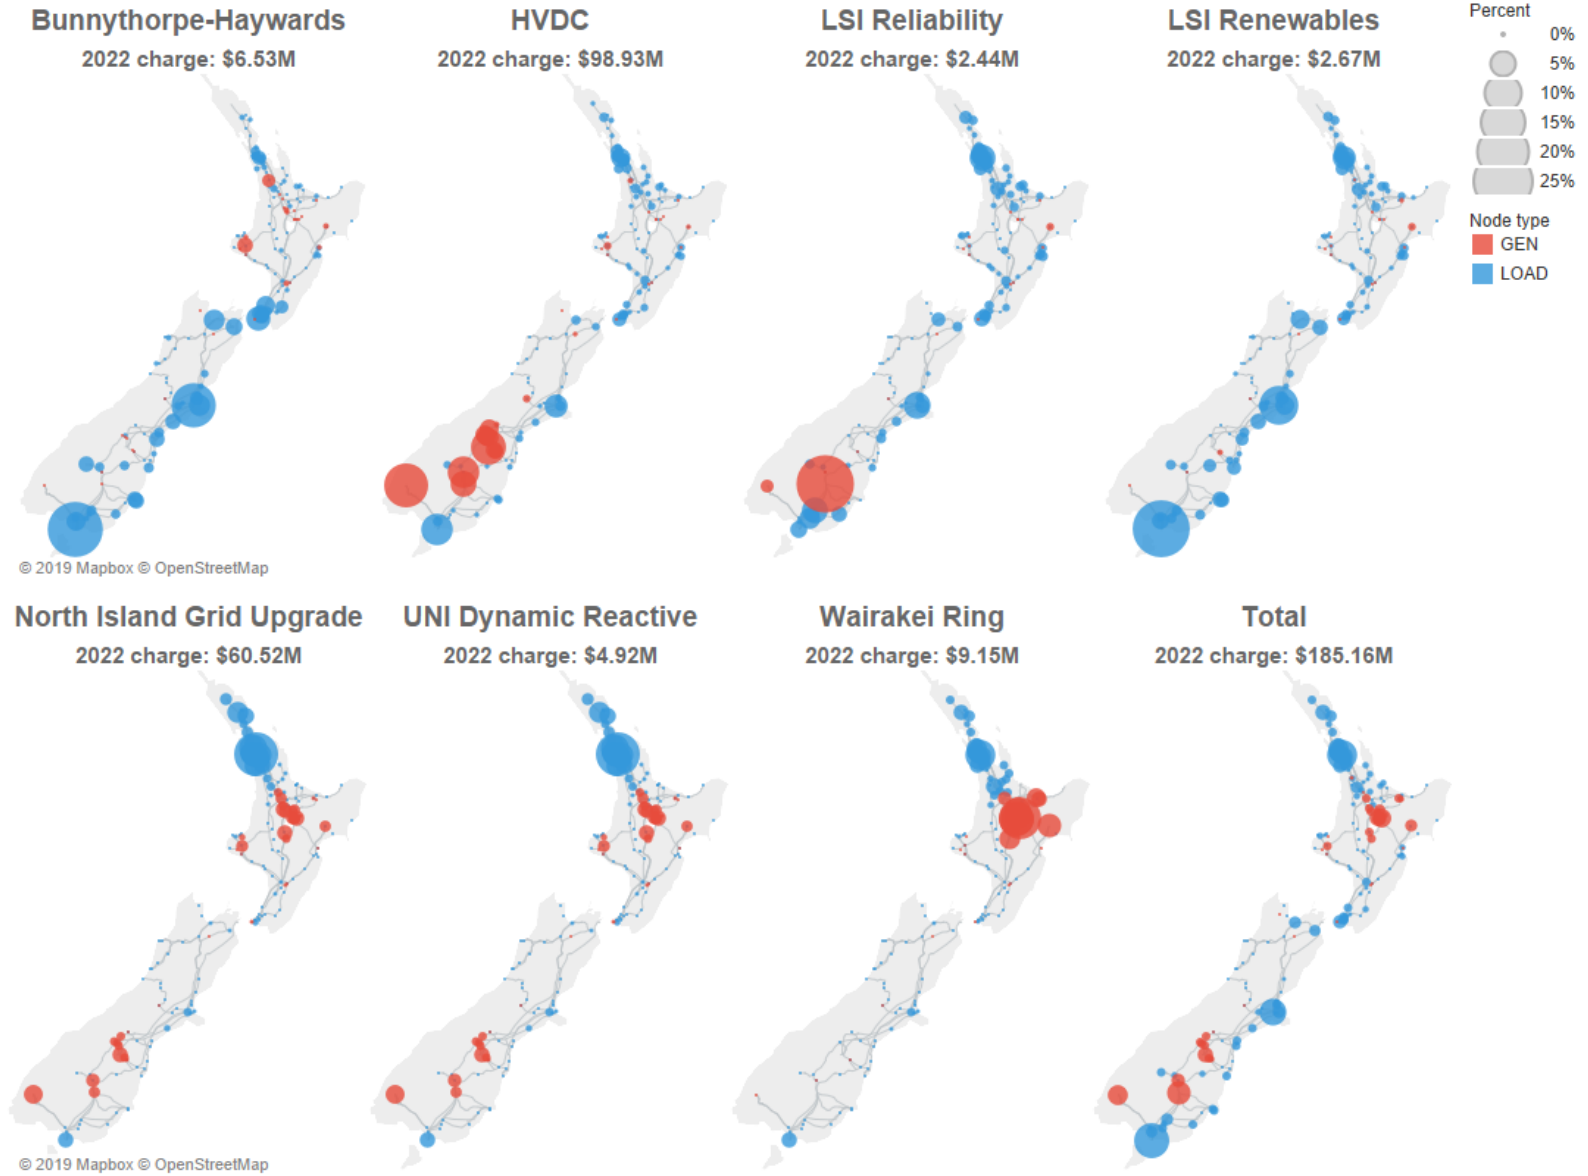 Bunnythorpe-Haywards
2022 charge: $6.53M
HVDC
2022 charge: $98.93M
LSI Reliability
2022 charge: $2.44M
LSI Renewables
2022 charge: $2.67M
Percent
0%
5%
10%
15%
20%
25%
Node type
GEN
LOAD
© 2019 Mapbox © OpenStreetMap
North Island Grid Upgrade
2022 charge: $60.52M
UNI Dynamic Reactive
2022 charge: $4.92M
Wairakei Ring
2022 charge: $9.15M
Total
2022 charge: $185.16M
© 2019 Mapbox © OpenStreetMap